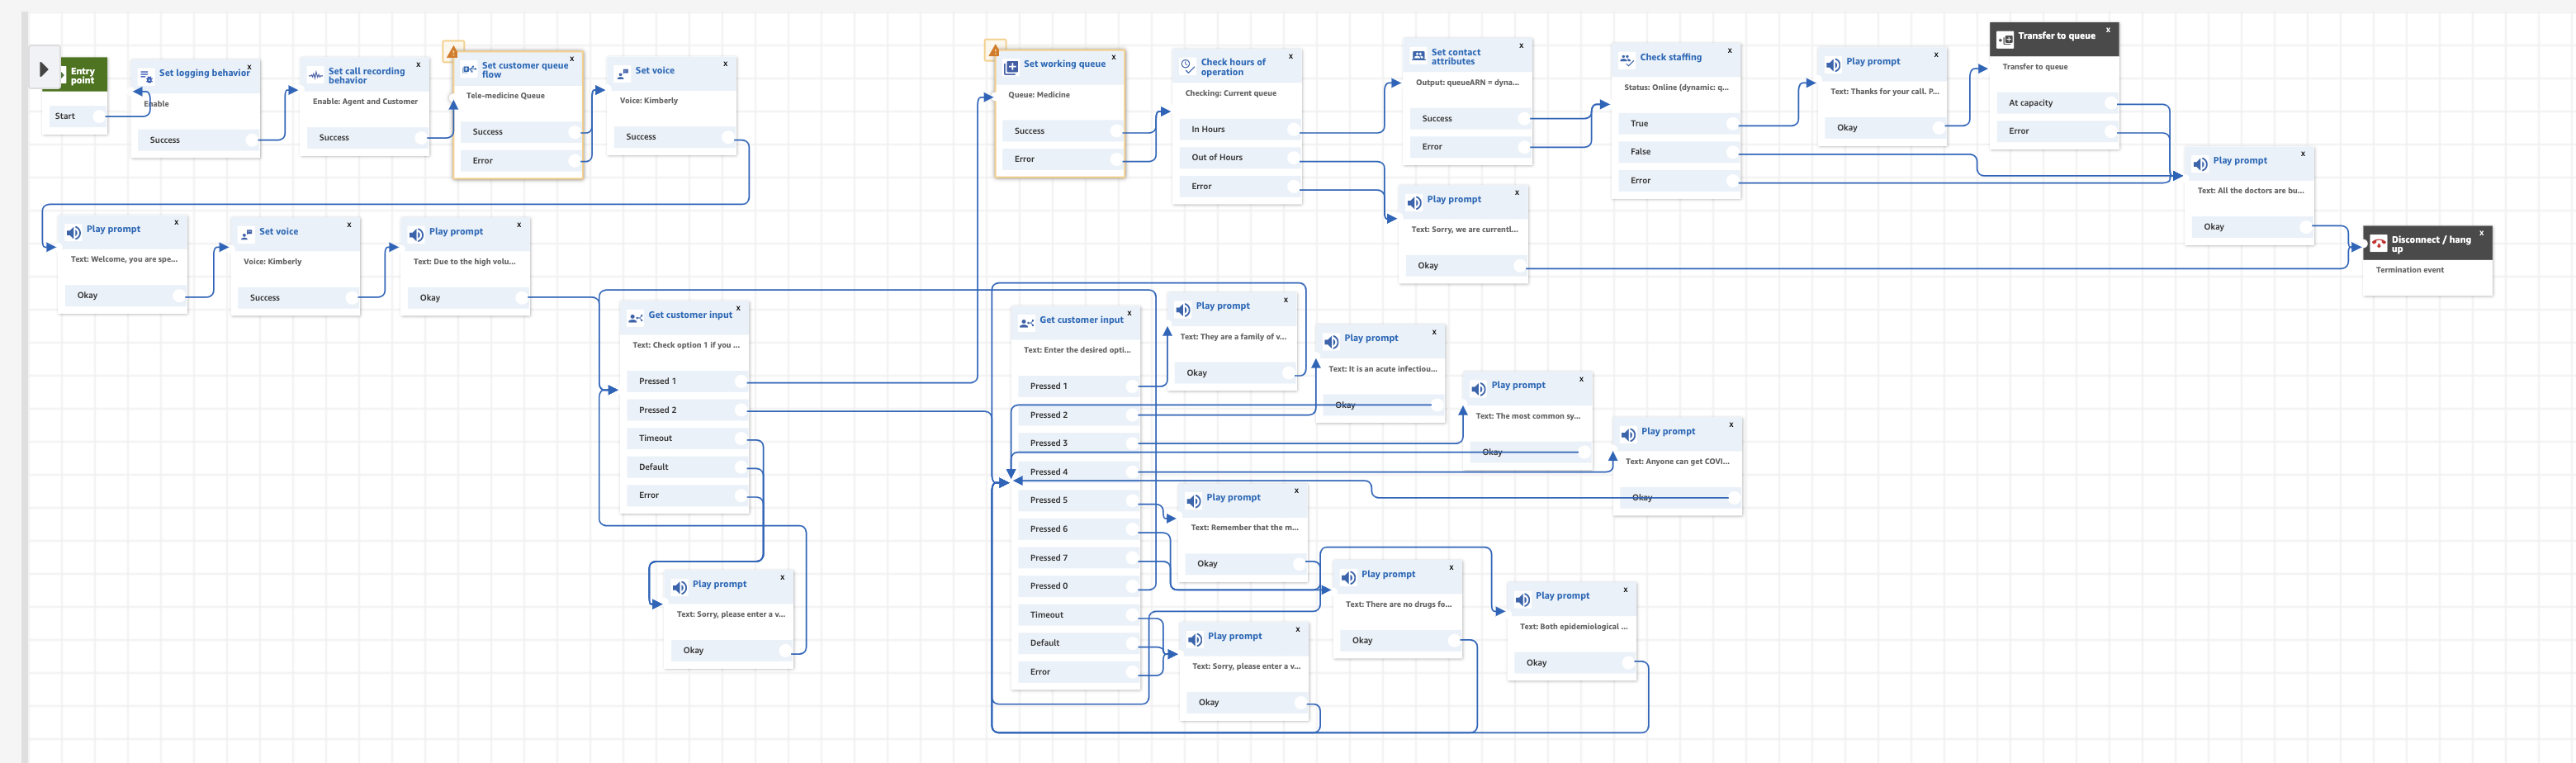 Entry
point
Start
Set logging behavior
x
Enable
Success
Set call recording
behavior
x
Enable: Agent and Customer
Success
Set customer queue
flow
x
Tele-medicine Queue
Success
Error
Set voice
x
Voice: Kimberly
Success
Set working queue
x
Queue: Medicine
Success
Error
Check hours of
operation
x
Checking: Current queue
In Hours
Out of Hours
Error
Set contact
attributes
x
Output: queueARN = dyna...
Success
Error
Check staffing
x
Status: Online (dynamic: q...
True
False
Error
Play prompt
x
Text: Thanks for your call. P...
Okay
Transfer to queue
x
Transfer to queue
At capacity
Error
Play prompt
x
Text: All the doctors are bu...
Okay
Disconnect / hang
up
x
Termination event
Play prompt
x
Text: Sorry, we are currentl...
Okay
Play prompt
x
Text: Welcome, you are spe...
Okay
Set voice
x
Voice: Kimberly
Success
Play prompt
x
Text: Due to the high volu...
Okay
Get customer input
x
Text: Check option 1 if you ...
Pressed 1
Pressed 2
Timeout
Default
Error
Play prompt
x
Text: Sorry, please enter a v...
Okay
Get customer input
x
Text: Enter the desired opti...
Pressed 1
Pressed 2
Pressed 3
Pressed 4
Pressed 5
Pressed 6
Pressed 7
Pressed 0
Timeout
Default
Error
Play prompt
x
Text: They are a family of v...
Okay
Play prompt
x
Text: It is an acute infectiou...
Okay
Play prompt
x
Text: The most common sy...
Okay
Play prompt
x
Text: Anyone can get COVI...
Okay
Play prompt
x
Text: Remember that the m...
Okay
Play prompt
x
Text: There are no drugs fo...
Okay
Play prompt
x
Text: Both epidemiological ...
Okay
Play prompt
x
Text: Sorry, please enter a v...
Okay